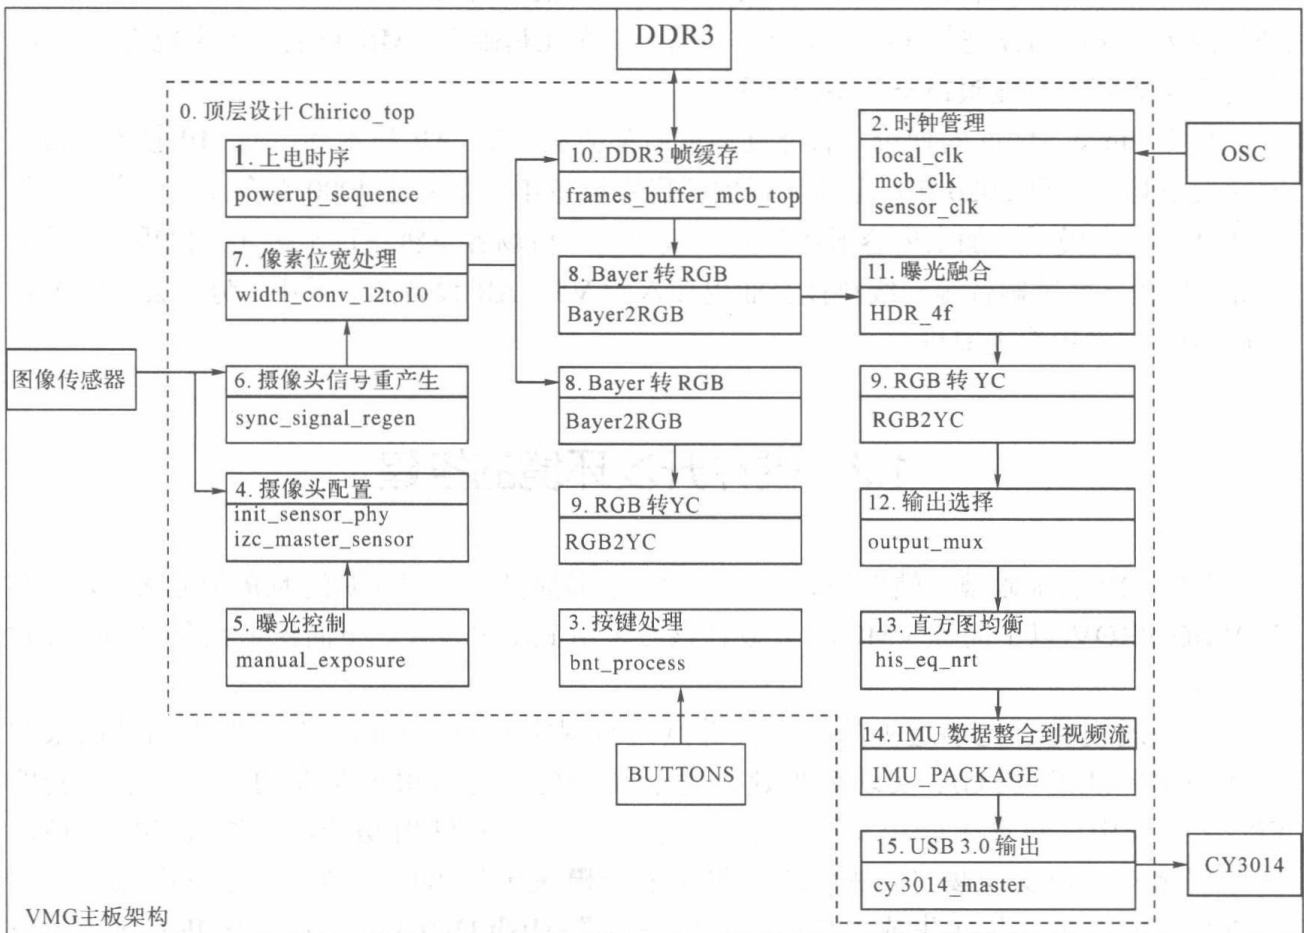 DDR3
0. 顶层设计 Chirico_top
1. 上电时序
powerup_sequence
10. DDR3 帧缓存
frames_buffer_mcb_top
2. 时钟管理
local_clk
mcb_clk
sensor_clk
OSC
7. 像素位宽处理
width_conv_12to10
8. Bayer 转 RGB
Bayer2RGB
11. 曝光融合
HDR_4f
图像传感器
6. 摄像头信号重产生
sync_signal_regen
8. Bayer 转 RGB
Bayer2RGB
9. RGB 转 YC
RGB2YC
4. 摄像头配置
init_sensor_phy
izc_master_sensor
9. RGB 转YC
RGB2YC
12. 输出选择
output_mux
5. 曝光控制
manual_exposure
3. 按键处理
bnt_process
13. 直方图均衡
his_eq_nrt
BUTTONS
14. IMU 数据整合到视频流
IMU_PACKAGE
15. USB 3.0 输出
cy3014_master
CY3014
VMG主板架构